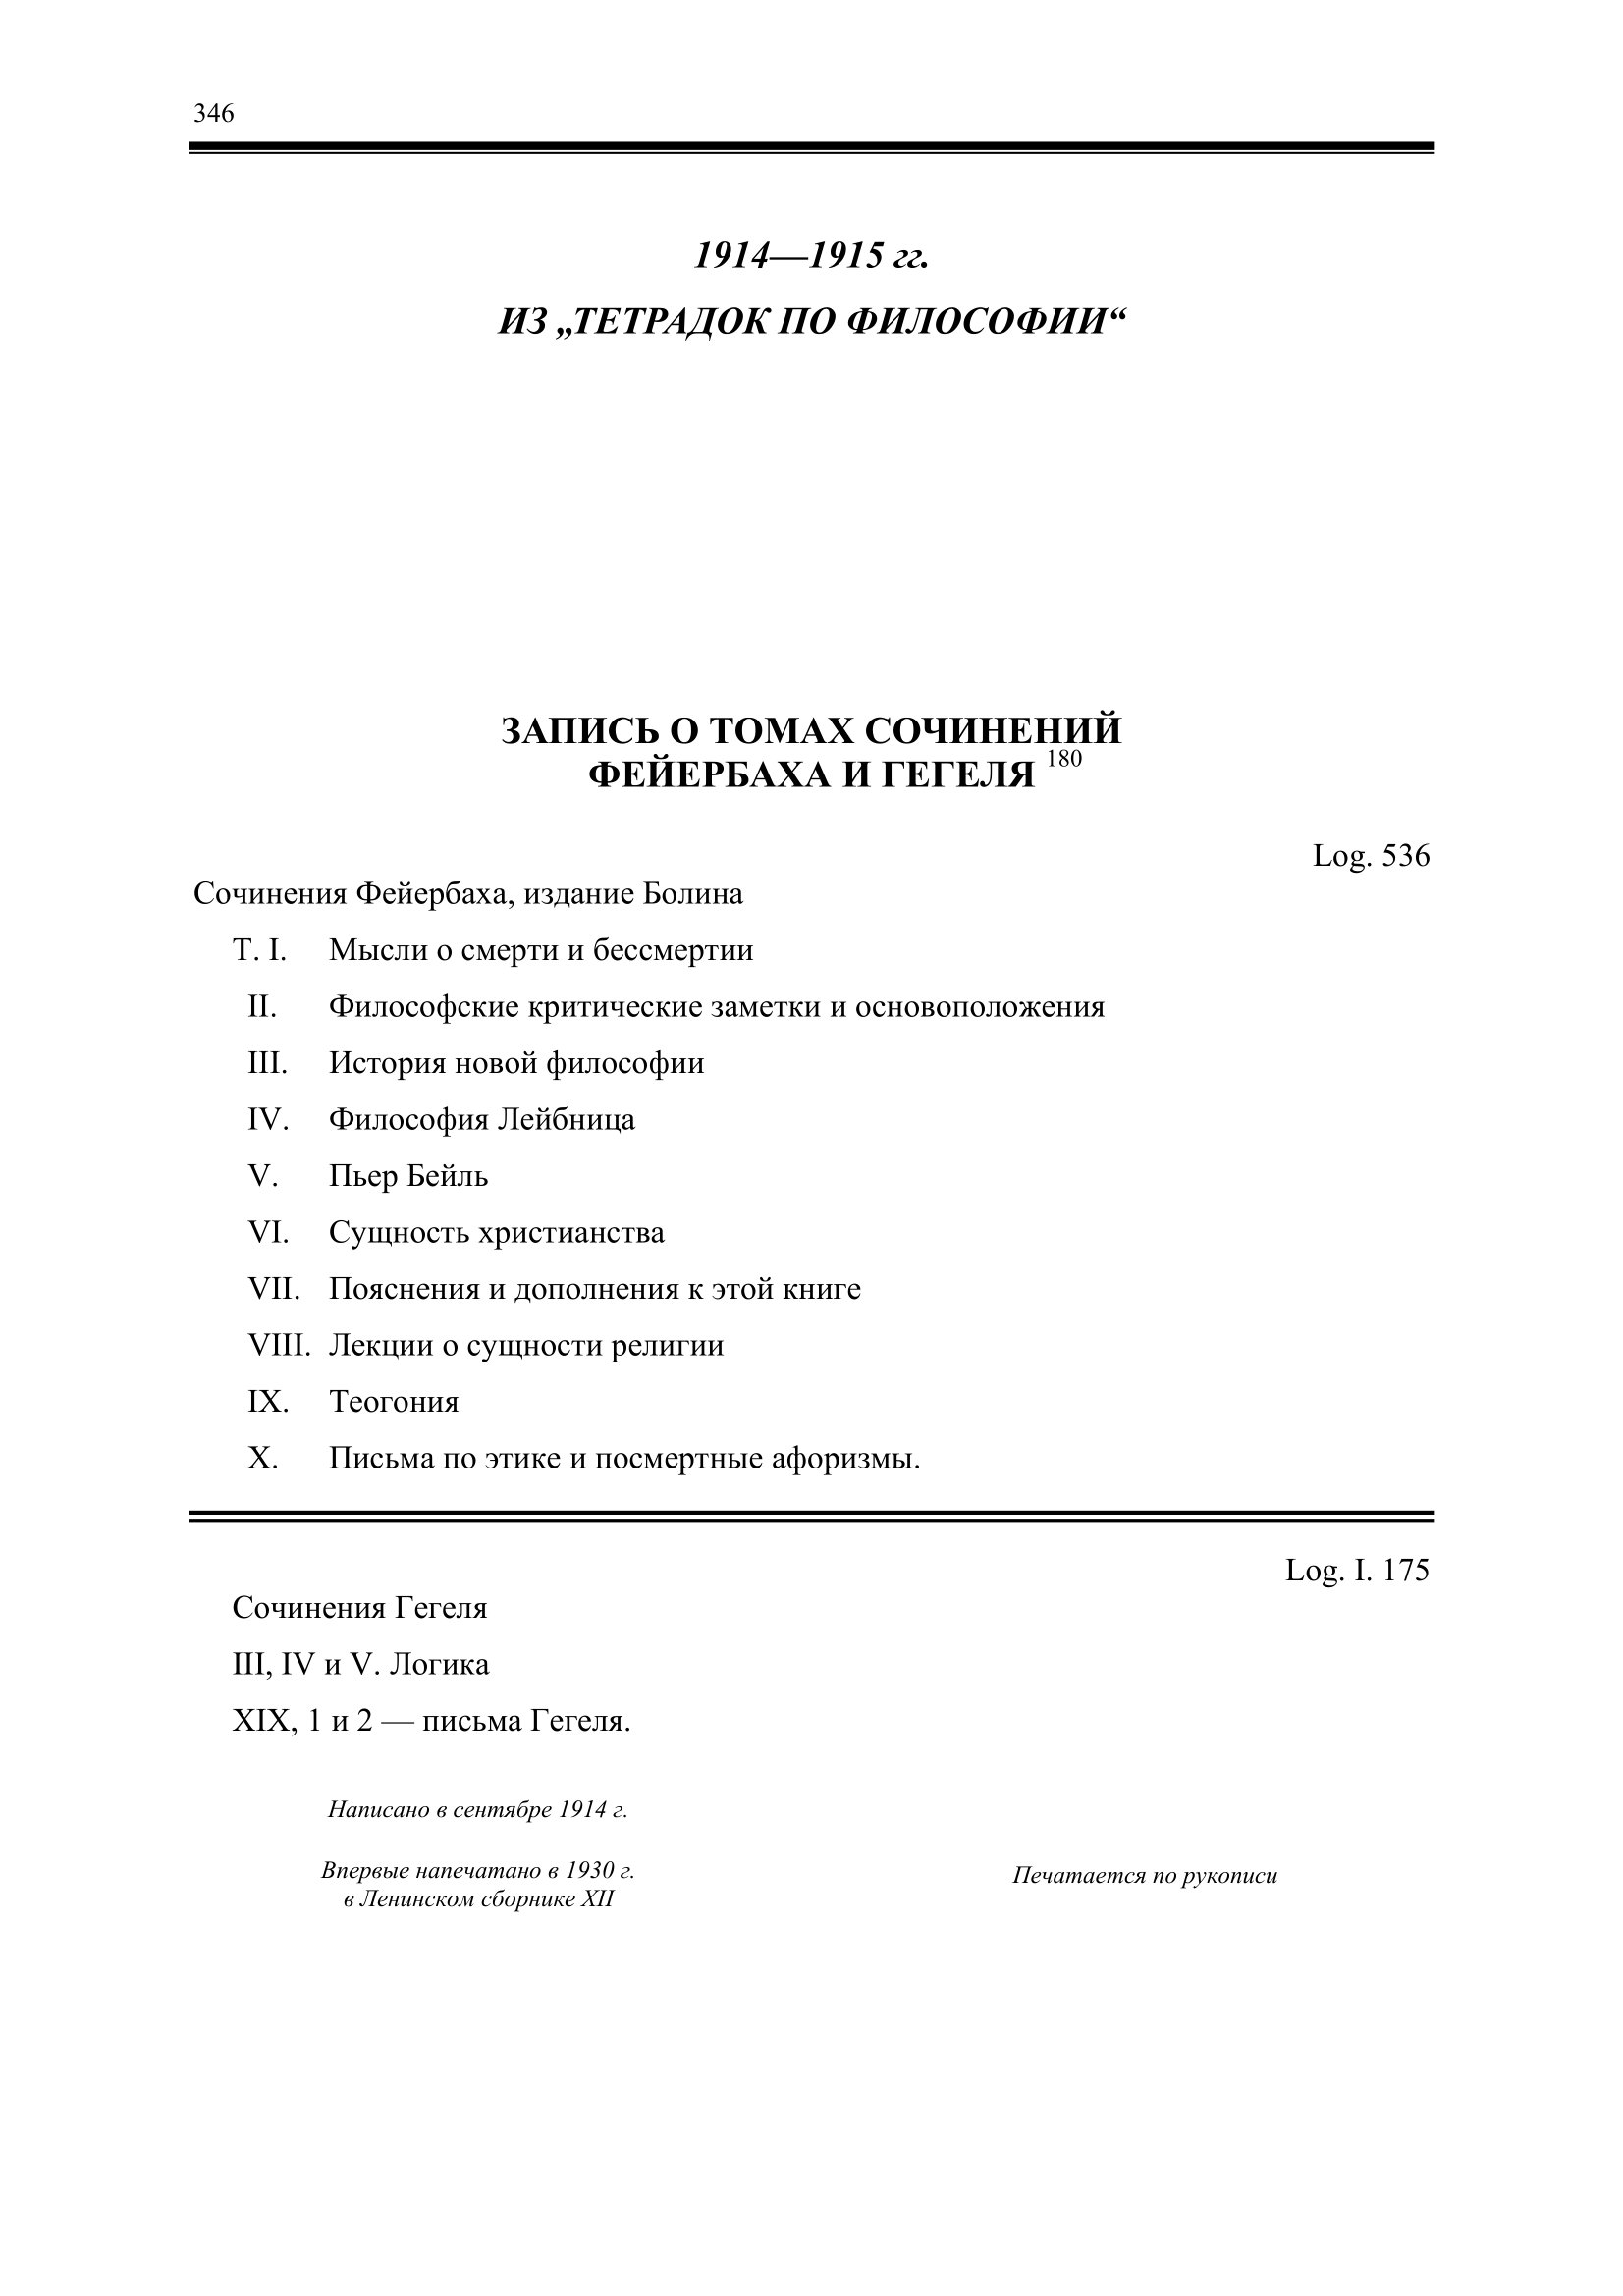 346
1914—1915 гг.
ИЗ „ТЕТРАДОК ПО ФИЛОСОФИИ“
ЗАПИСЬ О ТОМАХ СОЧИНЕНИЙ
ФЕЙЕРБАХА И ГЕГЕЛЯ 180
Log. 536
Сочинения Фейербаха, издание Болина
Т. I. Мысли о смерти и бессмертии
II. Философские критические заметки и основоположения
III. История новой философии
IV. Философия Лейбница
V. Пьер Бейль
VI. Сущность христианства
VII. Пояснения и дополнения к этой книге
VIII. Лекции о сущности религии
IX. Теогония
X. Письма по этике и посмертные афоризмы.
Log. I. 175
Сочинения Гегеля
III, IV и V. Логика
XIX, 1 и 2 — письма Гегеля.
Написано в сентябре 1914 г.
Впервые напечатано в 1930 г.
в Ленинском сборнике XII
Печатается по рукописи